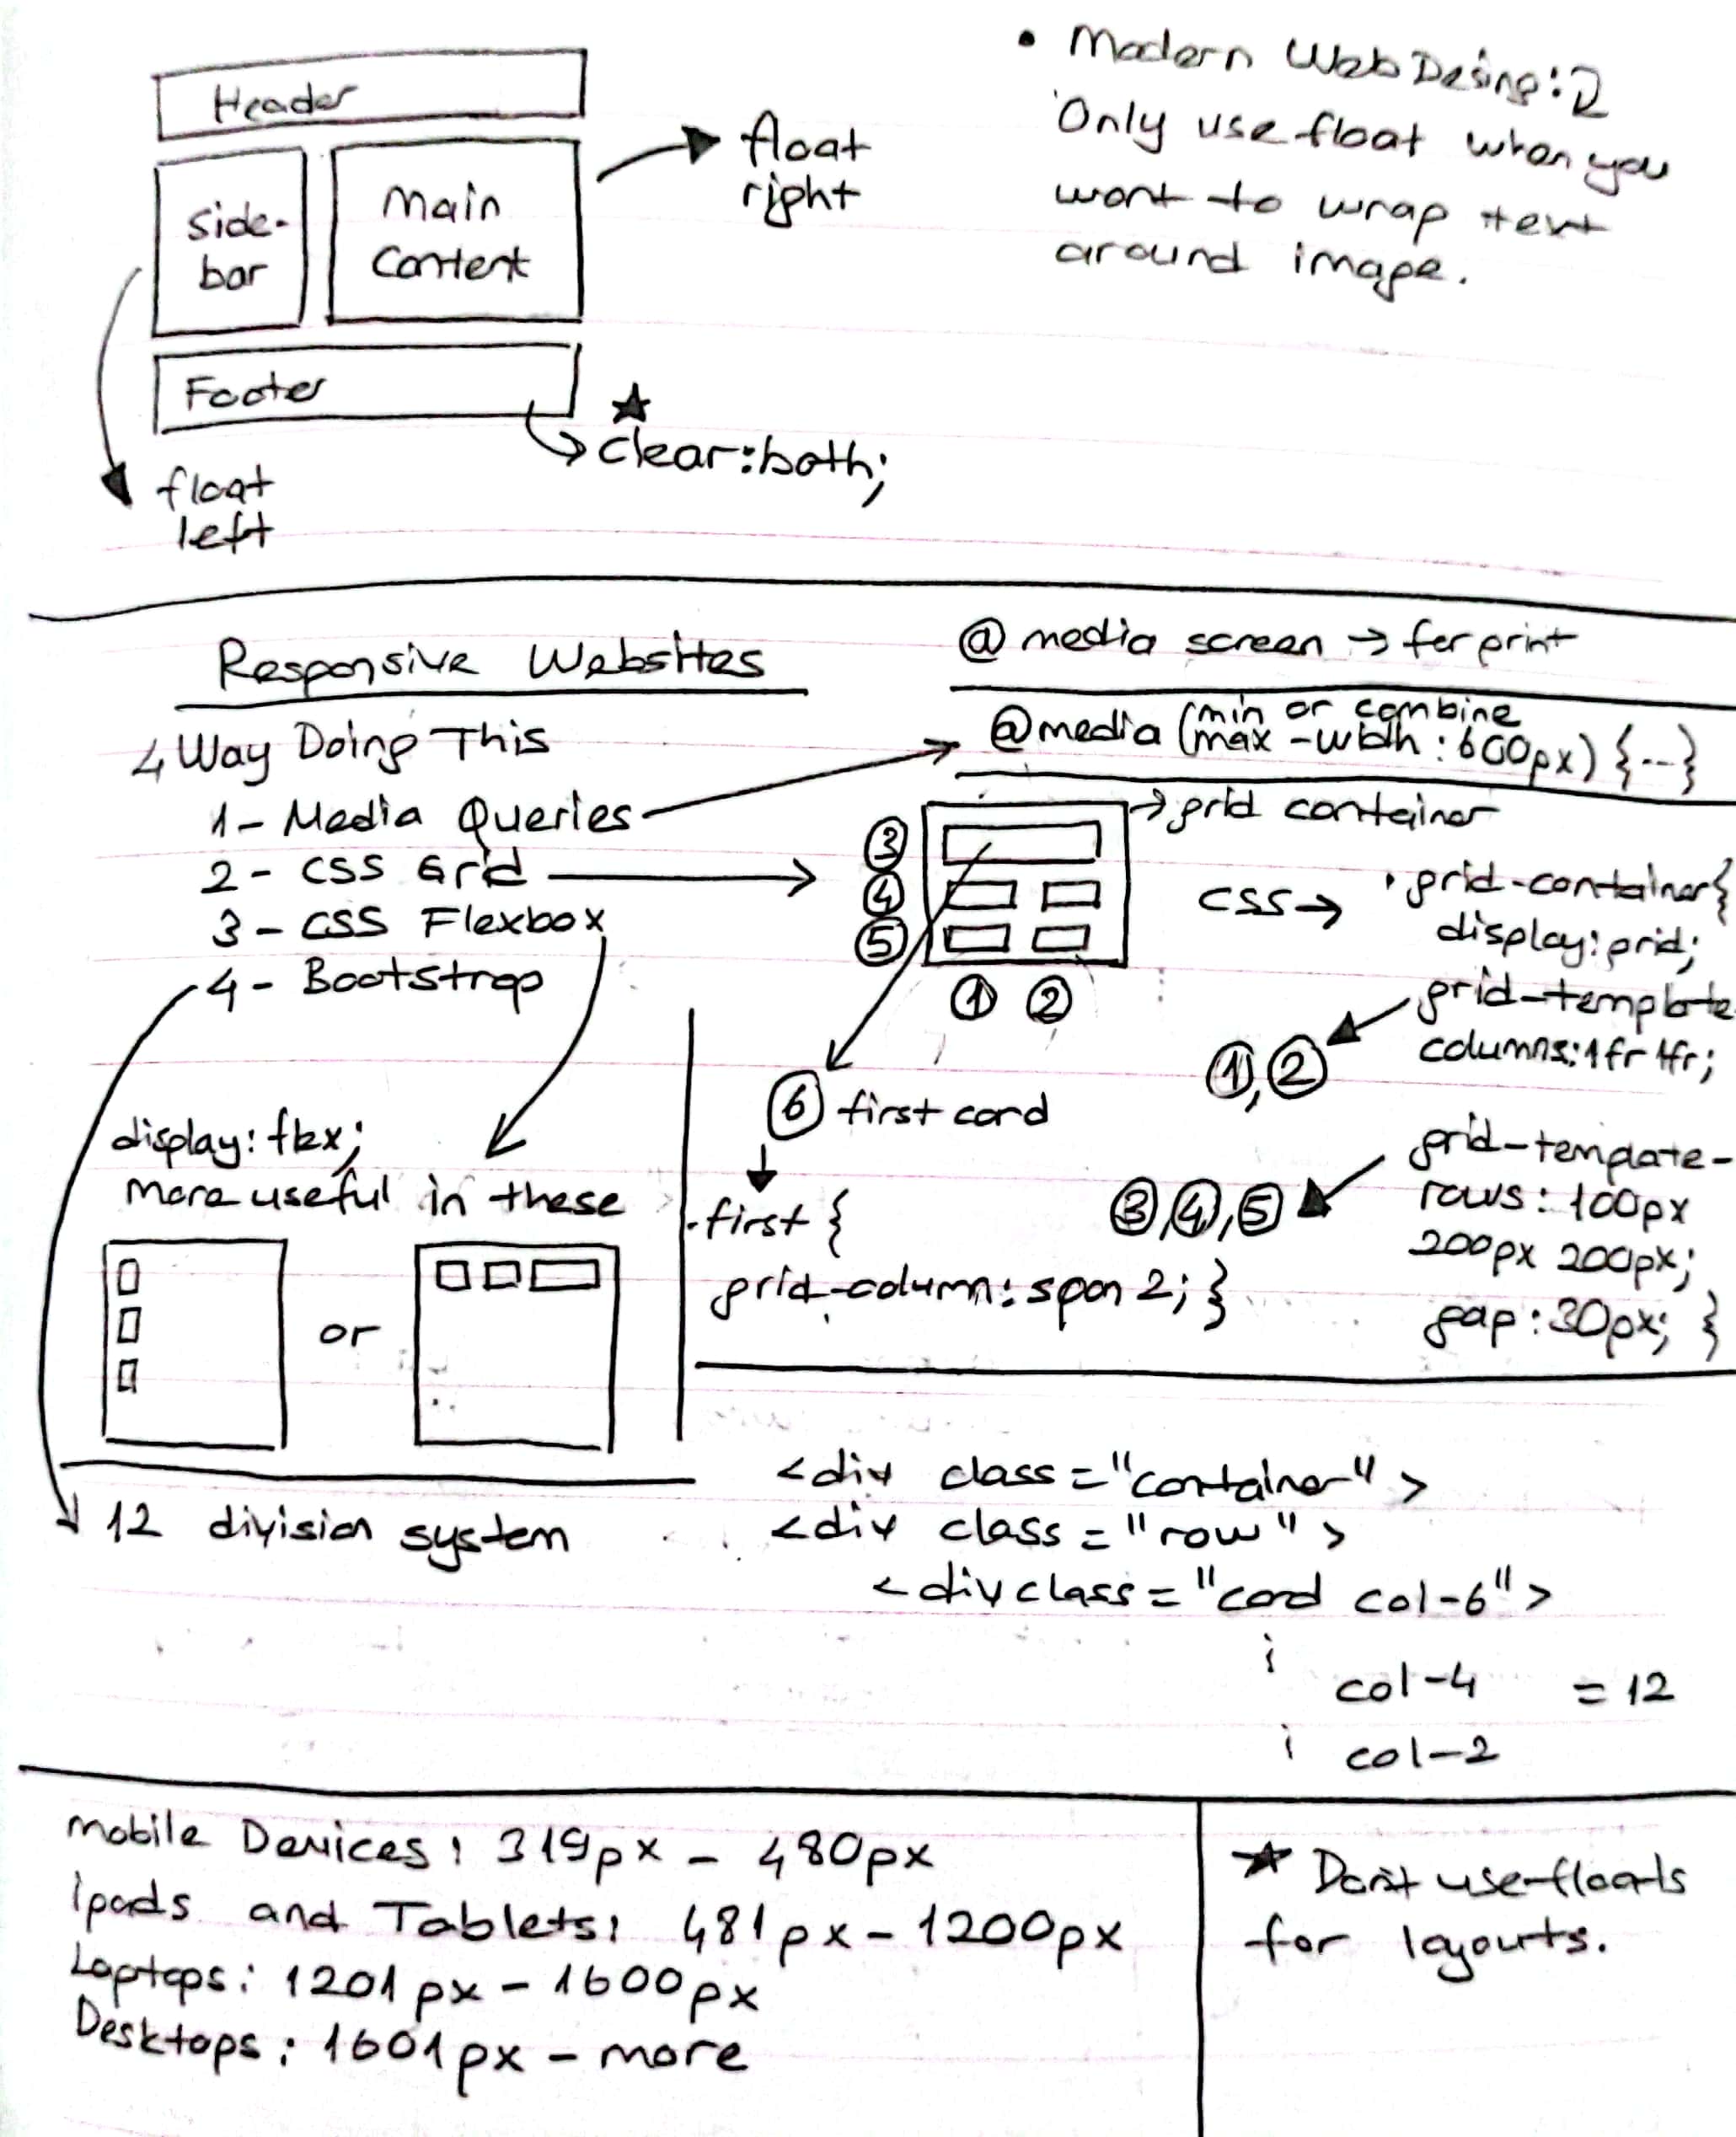 Header
side-
bar
Main
Content
Footer
float
right
float
left
★
clear:both;
• Modern Web Desing:
Only use float when you
want to wrap text
around image.
Responsive Websites
4 Way Doing This
1- Media Queries
2- CSS Grid
3- CSS Flexbox
4- Bootstrap
@media screen → for print
min or combine
@media (max-width: 600px) {---}
→ grid container
③
④
⑤
① ②
⑥ first card
.first {
grid-column: span 2; }
CSS →
.grid-container{
display: grid;
grid-template-
columns: 1fr 1fr;
①, ②
grid-template-
rows: 100px
200px 200px;
gap: 30px; }
③, ④, ⑤
display: flex;
more useful in these
or
12 division system
<div class="container">
<div class="row">
<div class="card col-6">
col-4 = 12
col-2
Mobile Devices: 319px - 480px
Ipads and Tablets: 481px - 1200px
Laptops: 1201px - 1600px
Desktops: 1601px - more
★ Don't use floats
for layouts.